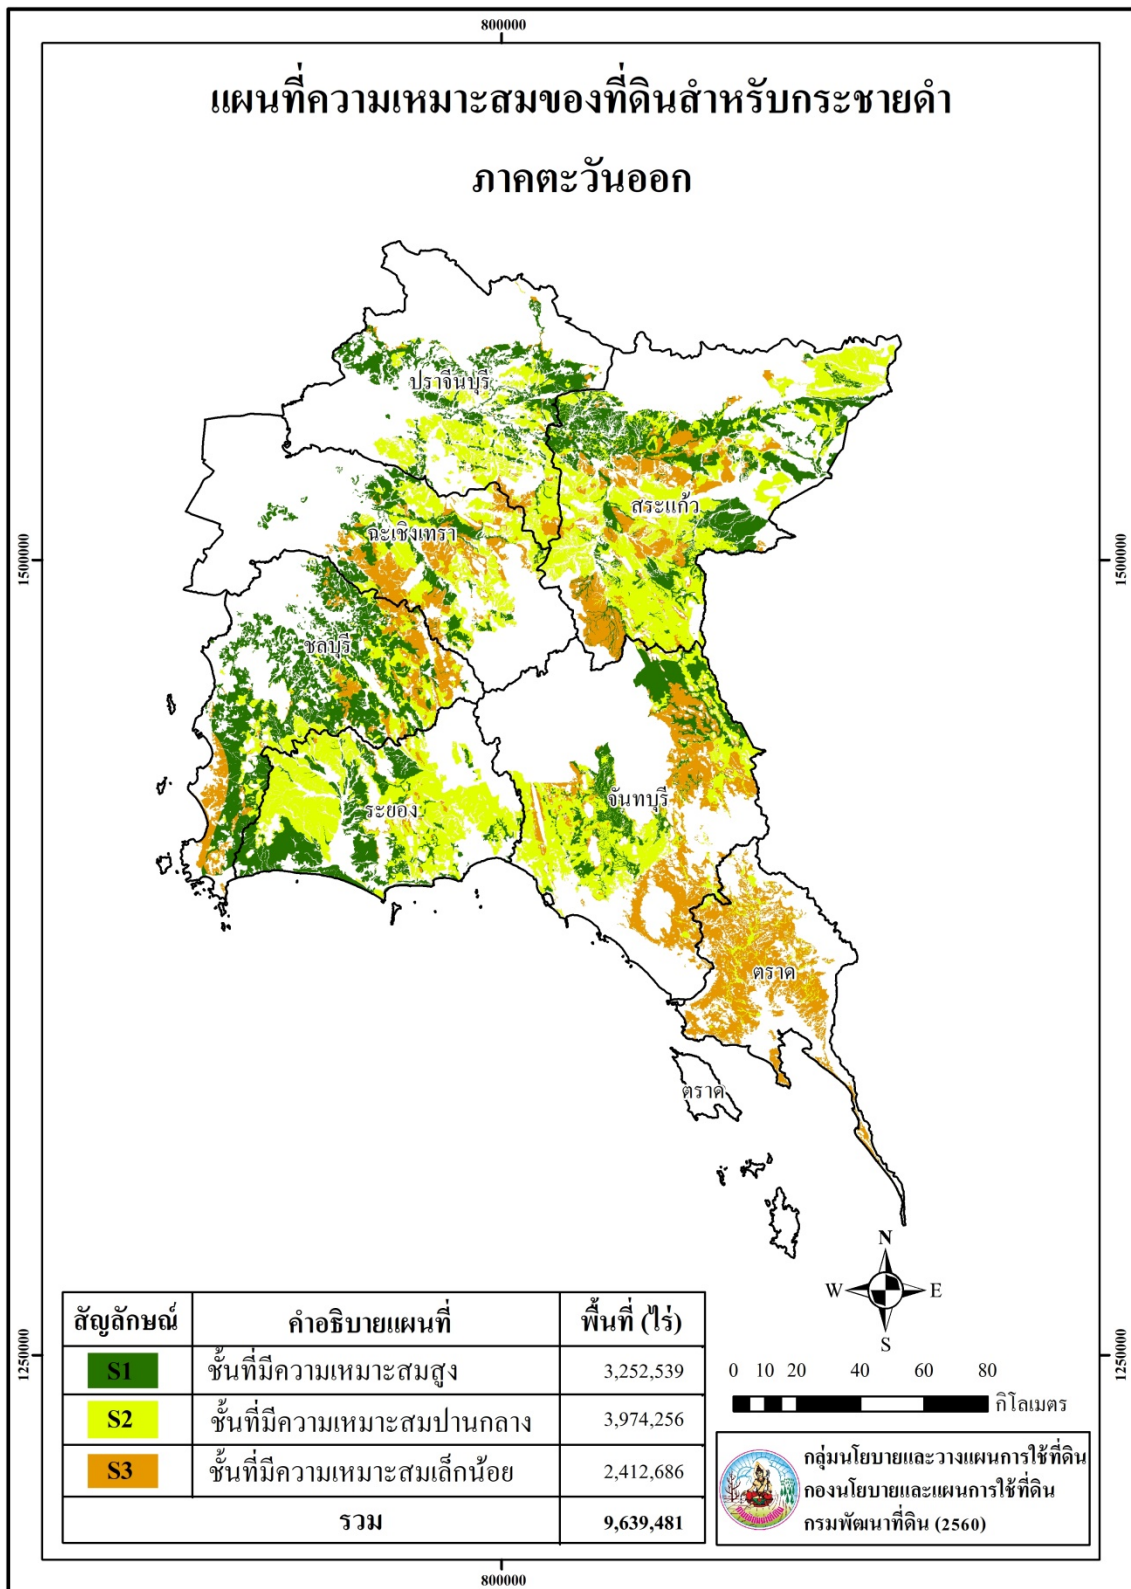 800000
แผนที่ความเหมาะสมของที่ดินสำหรับกระชายดำ
ภาคตะวันออก
ปราจีนบุรี
สระแก้ว
ฉะเชิงเทรา
1500000
1500000
ชลบุรี
ระยอง
จันทบุรี
ตราด
ตราด
N
W E
S
สัญลักษณ์ คำอธิบายแผนที่ พื้นที่ (ไร่)
S1 ชั้นที่มีความเหมาะสมสูง 3,252,539
S2 ชั้นที่มีความเหมาะสมปานกลาง 3,974,256
S3 ชั้นที่มีความเหมาะสมเล็กน้อย 2,412,686
รวม 9,639,481
1250000
1250000
0 10 20 40 60 80
กิโลเมตร
กลุ่มนโยบายและวางแผนการใช้ที่ดิน
กองนโยบายและแผนการใช้ที่ดิน
กรมพัฒนาที่ดิน (2560)
800000